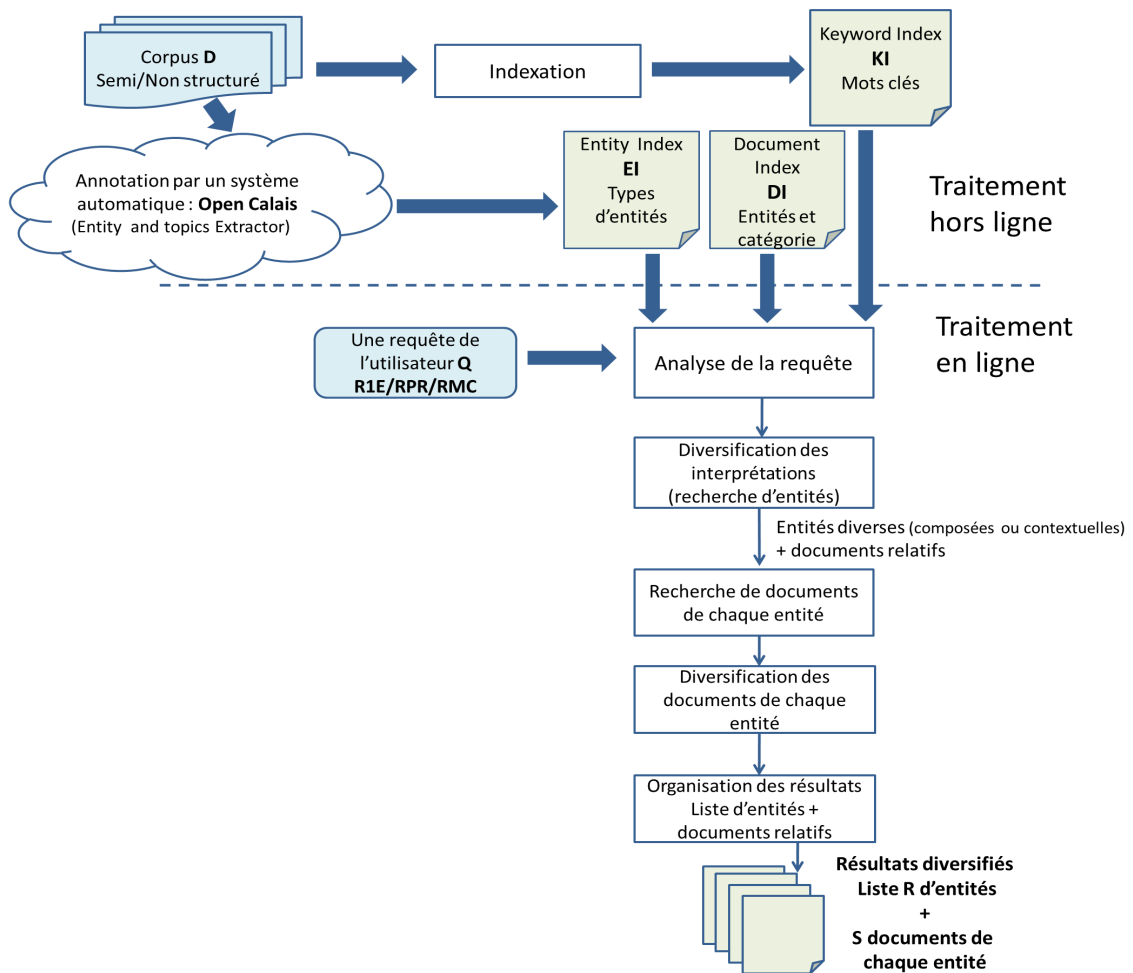 Corpus D
Semi/Non structuré
Indexation
Keyword Index
KI
Mots clés
Annotation par un système
automatique : Open Calais
(Entity and topics Extractor)
Entity Index
EI
Types
d'entités
Document
Index
DI
Entités et
catégorie
Traitement
hors ligne
Traitement
en ligne
Une requête de
l'utilisateur Q
R1E/RPR/RMC
Analyse de la requête
Diversification des
interprétations
(recherche d'entités)
Entités diverses (composées ou contextuelles)
+ documents relatifs
Recherche de documents
de chaque entité
Diversification des
documents de chaque
entité
Organisation des résultats
Liste d'entités +
documents relatifs
Résultats diversifiés
Liste R d'entités
+
S documents de
chaque entité